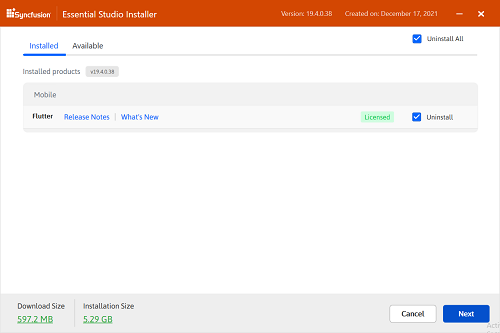 Syncfusion Essential Studio Installer Version: 19.4.0.38 Created on: December 17, 2021
Installed Available Uninstall All
Installed products v19.4.0.38
Mobile
Flutter Release Notes | What's New Licensed Uninstall
Download Size Installation Size
597.2 MB 5.29 GB
Cancel Next
Acti